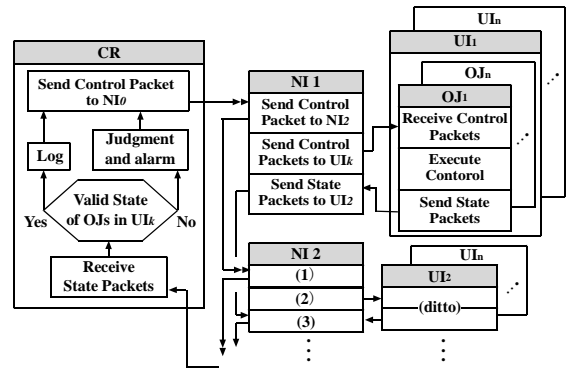 UIn
UI1
CR
OJn
NI 1
OJ1
Send Control Packet
to NI0
Send Control
Packet to NI2
Receive Control
Packets
Judgment
and alarm
Log
Send Control
Packets to UIk
Execute
Contorol
Send State
Packets to UI2
Send State
Packets
Valid State
of OJs in UIk
Yes
No
NI 2
UIn
(1)
UI2
Receive
State Packets
(2)
(ditto)
(3)